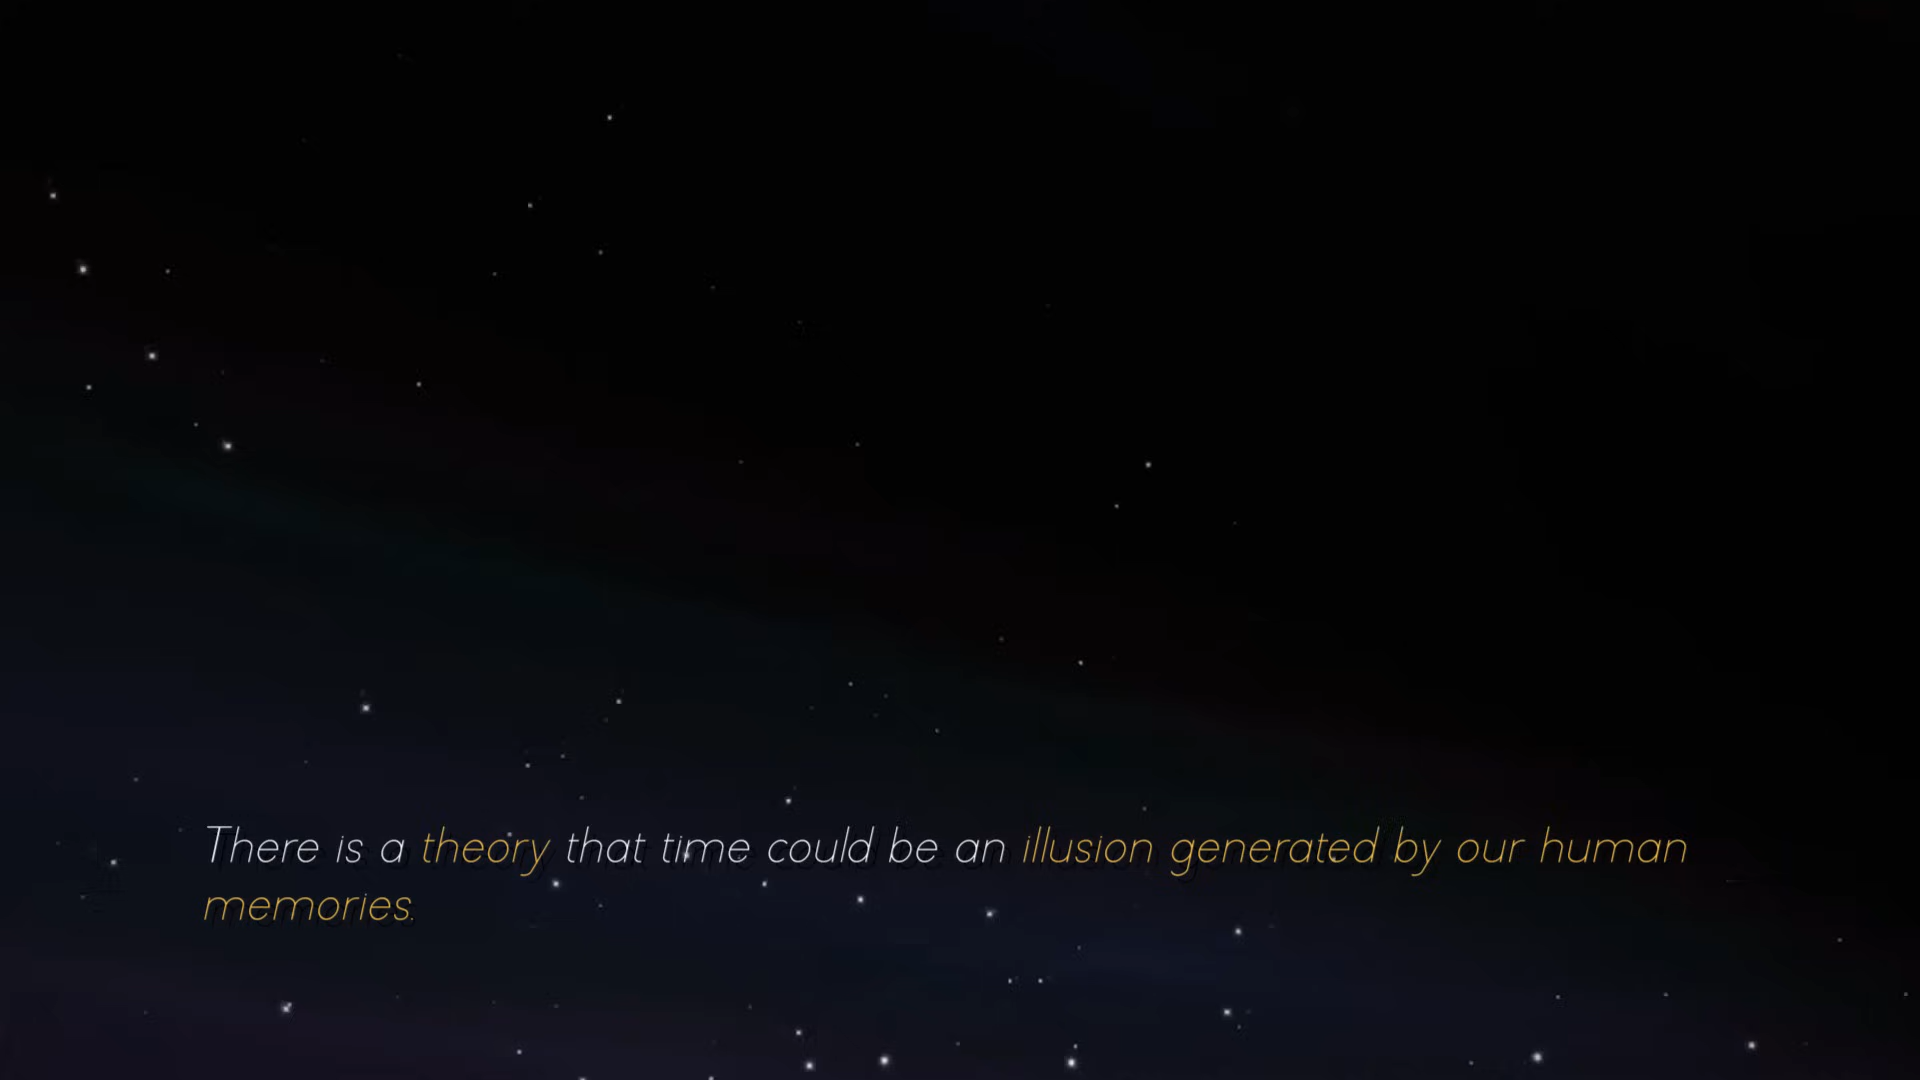 There is a theory that time could be an illusion generated by our human
memories.